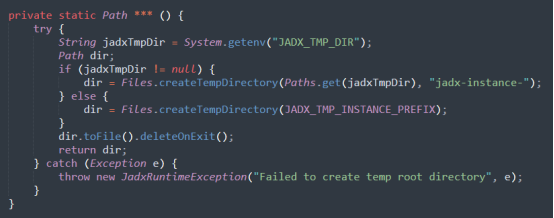 private static Path *** () {
    try {
        String jadxTmpDir = System.getenv("JADX_TMP_DIR");
        Path dir;
        if (jadxTmpDir != null) {
            dir = Files.createTempDirectory(Paths.get(jadxTmpDir), "jadx-instance-");
        } else {
            dir = Files.createTempDirectory(JADX_TMP_INSTANCE_PREFIX);
        }
        dir.toFile().deleteOnExit();
        return dir;
    } catch (Exception e) {
        throw new JadxRuntimeException("Failed to create temp root directory", e);
    }
}